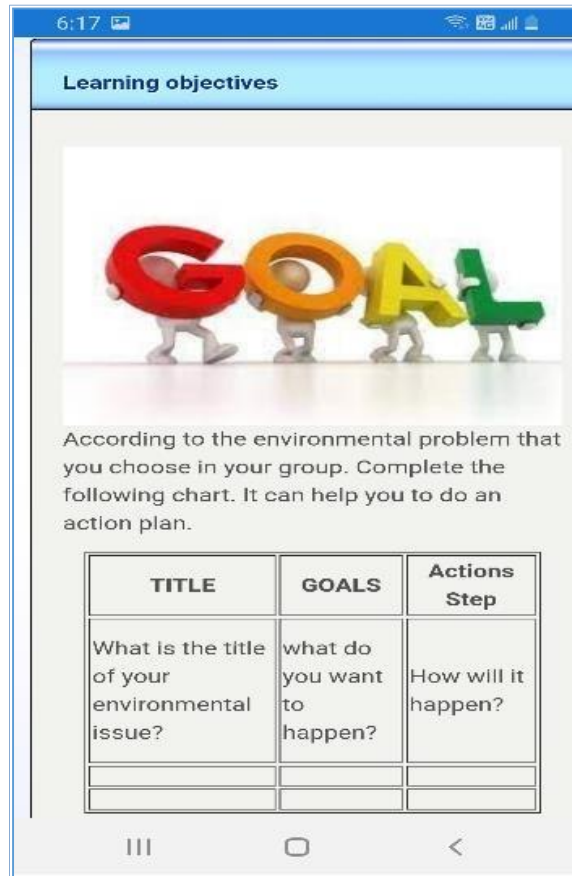 6:17
Learning objectives
GOAL
According to the environmental problem that
you choose in your group. Complete the
following chart. It can help you to do an
action plan.
TITLE GOALS Actions Step
What is the title of your environmental issue? what do you want to happen? How will it happen?